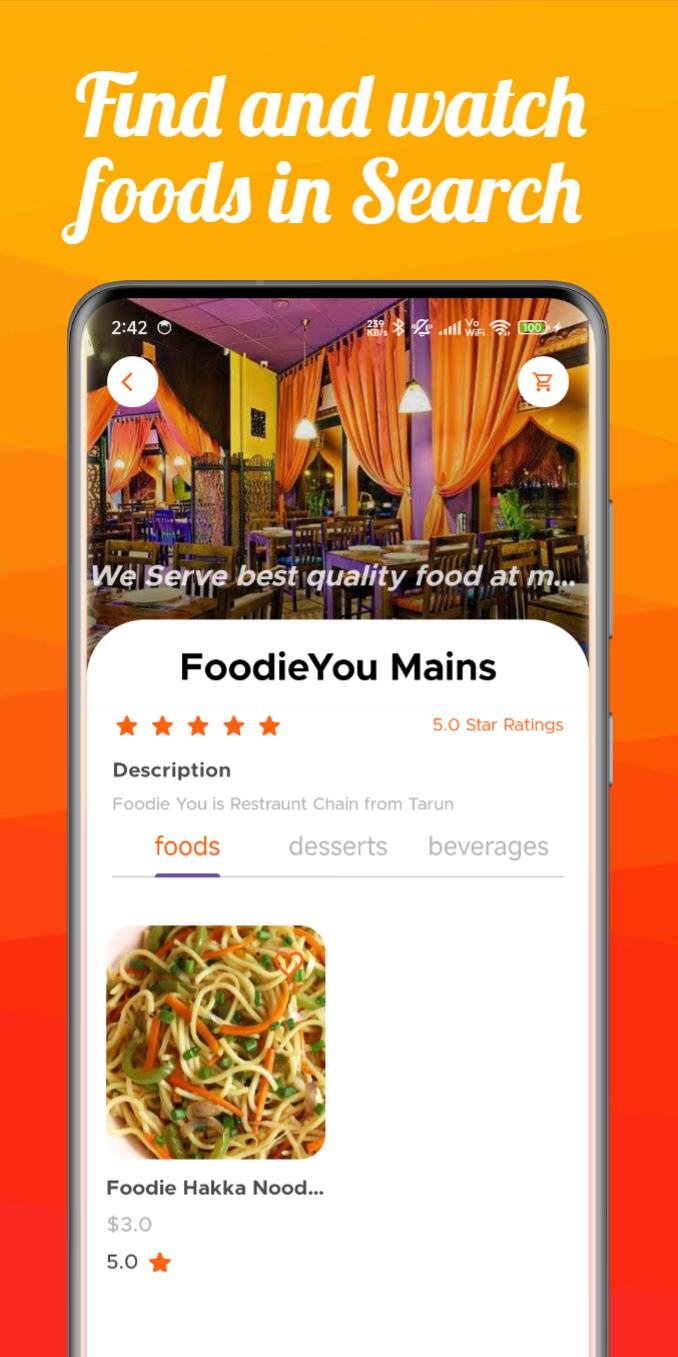 Find and watch
foods in Search
2:42
239
KB/s
Vo
WiFi
100
We Serve best quality food at m...
FoodieYou Mains
5.0 Star Ratings
Description
Foodie You is Restraunt Chain from Tarun
foods desserts beverages
Foodie Hakka Nood...
$3.0
5.0